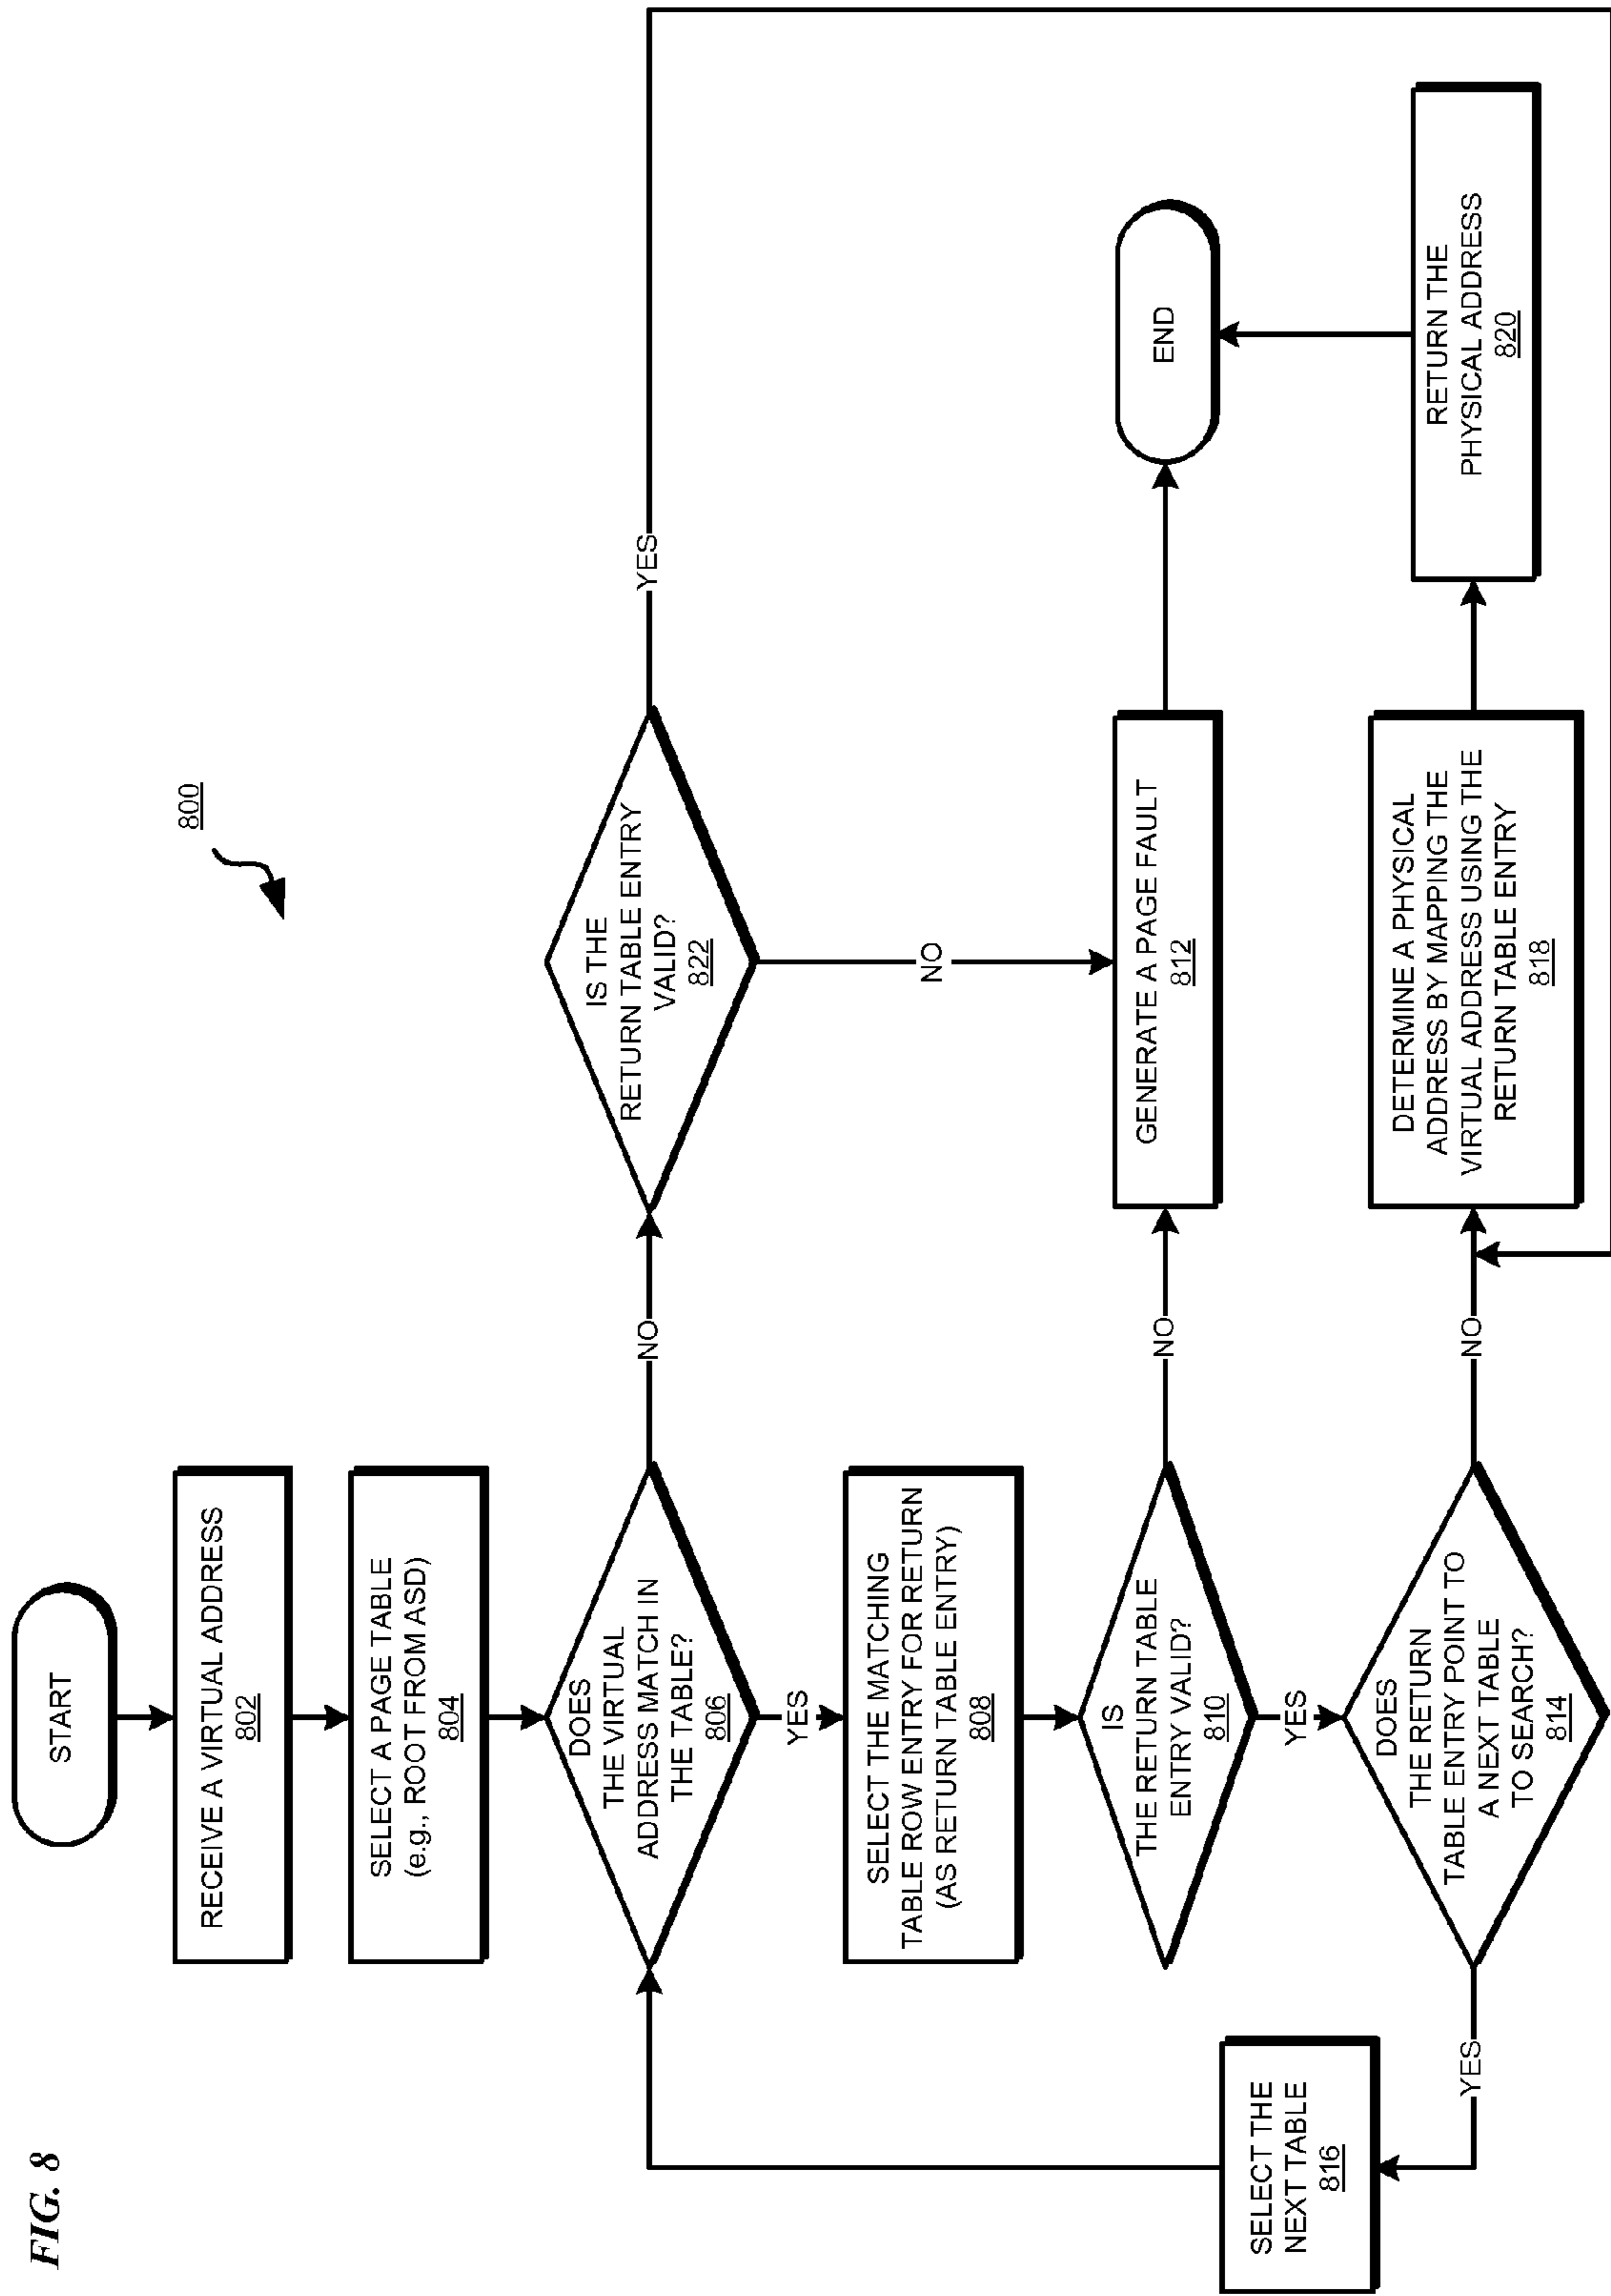 FIG. 8
800
START
RECEIVE A VIRTUAL ADDRESS
802
SELECT A PAGE TABLE
(e.g., ROOT FROM ASD)
804
DOES
THE VIRTUAL
ADDRESS MATCH IN
THE TABLE?
806
NO
YES
IS THE
RETURN TABLE ENTRY
VALID?
822
YES
NO
SELECT THE MATCHING
TABLE ROW ENTRY FOR RETURN
(AS RETURN TABLE ENTRY)
808
IS
THE RETURN TABLE
ENTRY VALID?
810
NO
YES
GENERATE A PAGE FAULT
812
END
DOES
THE RETURN
TABLE ENTRY POINT TO
A NEXT TABLE
TO SEARCH?
814
YES
NO
SELECT THE
NEXT TABLE
816
DETERMINE A PHYSICAL
ADDRESS BY MAPPING THE
VIRTUAL ADDRESS USING THE
RETURN TABLE ENTRY
818
RETURN THE
PHYSICAL ADDRESS
820